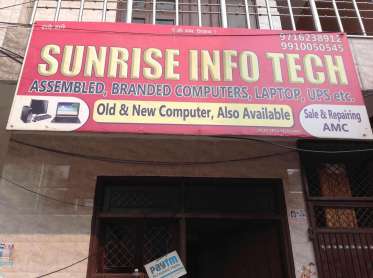 9716238912
9910050545
SUNRISE INFO TECH
ASSEMBLED, BRANDED COMPUTERS, LAPTOP, UPS etc.
Old & New Computer, Also Available
Sale & Repairing
AMC
Paytm